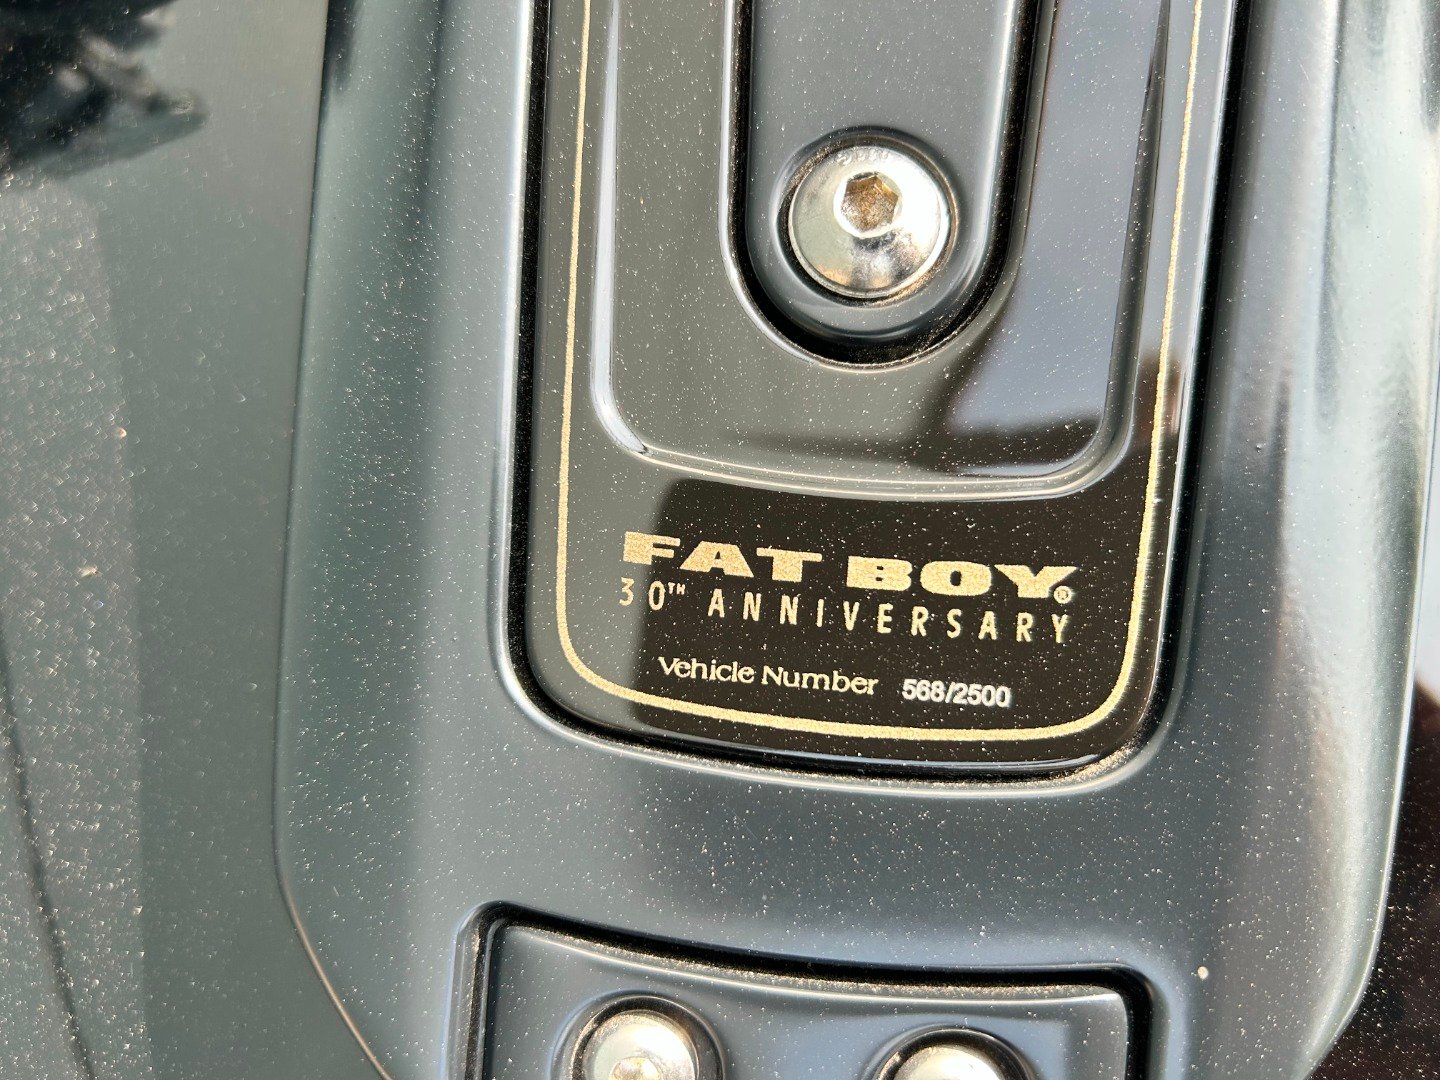 FAT BOY®
30TH ANNIVERSARY
Vehicle Number 568/2500